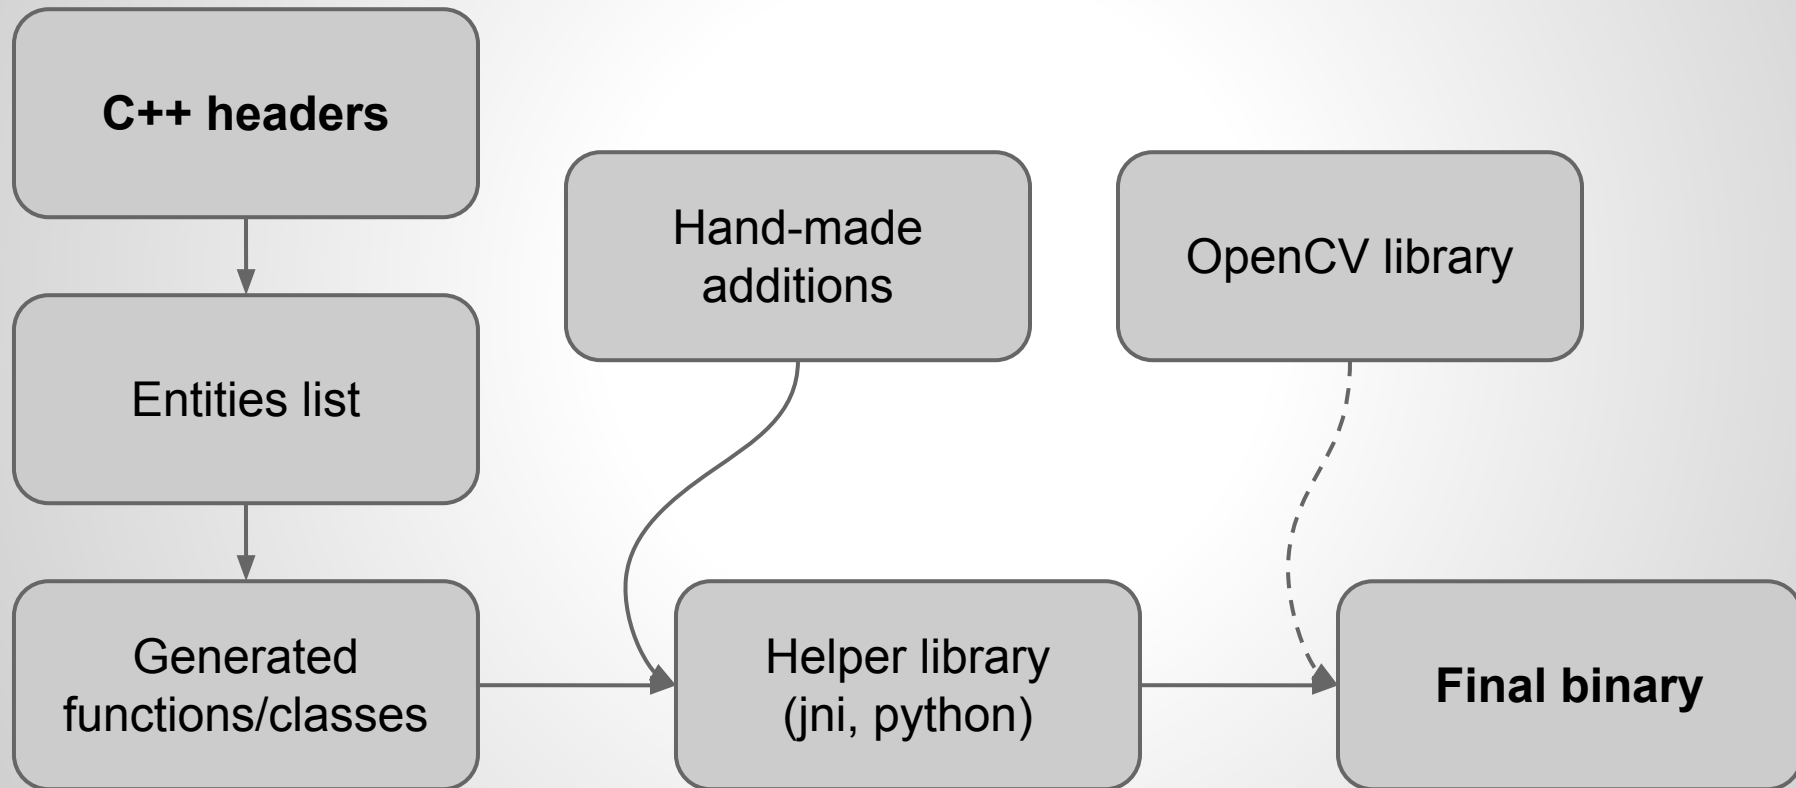 C++ headers
Hand-made
additions
OpenCV library
Entities list
Generated
functions/classes
Helper library
(jni, python)
Final binary